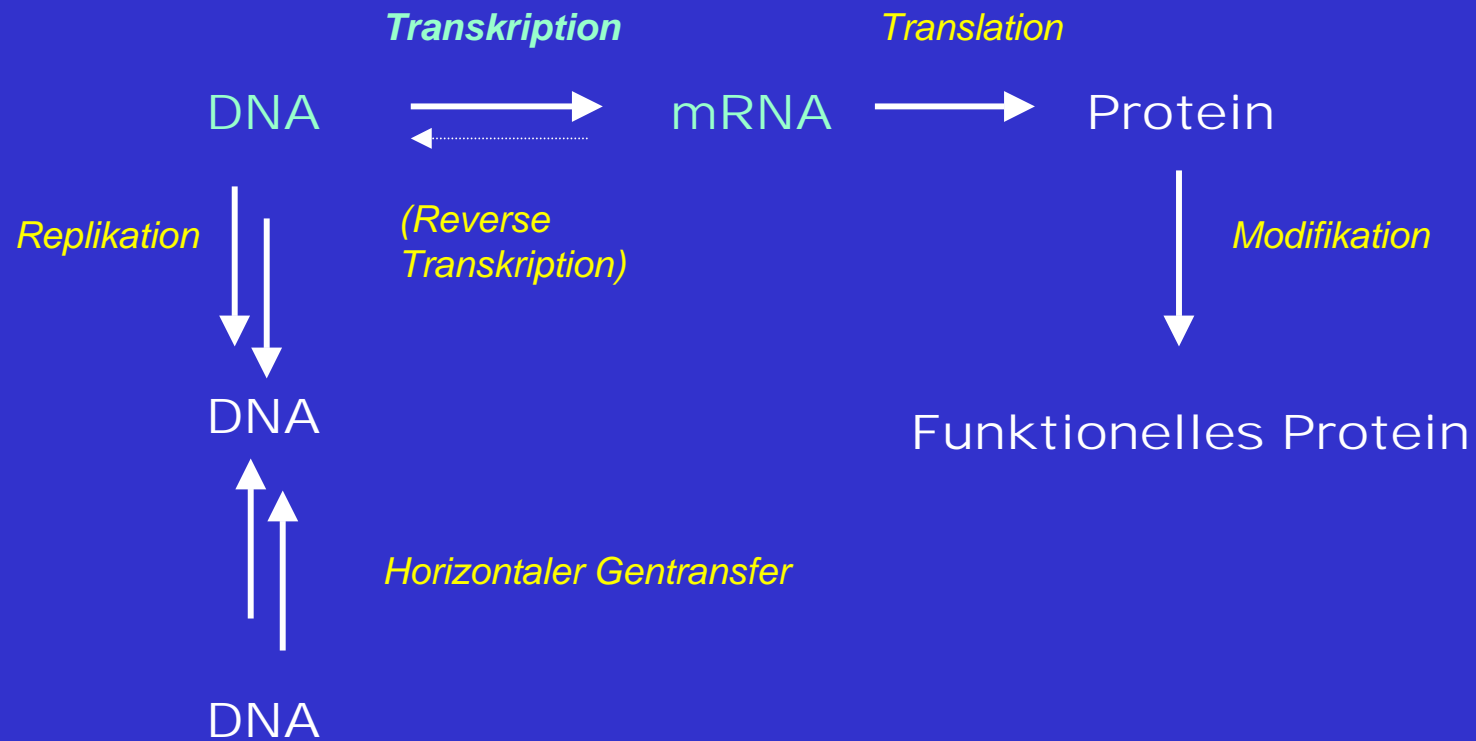 Transkription Translation
DNA mRNA Protein
Replikation (Reverse Modifikation
Transkription)
DNA Funktionelles Protein
Horizontaler Gentransfer
DNA